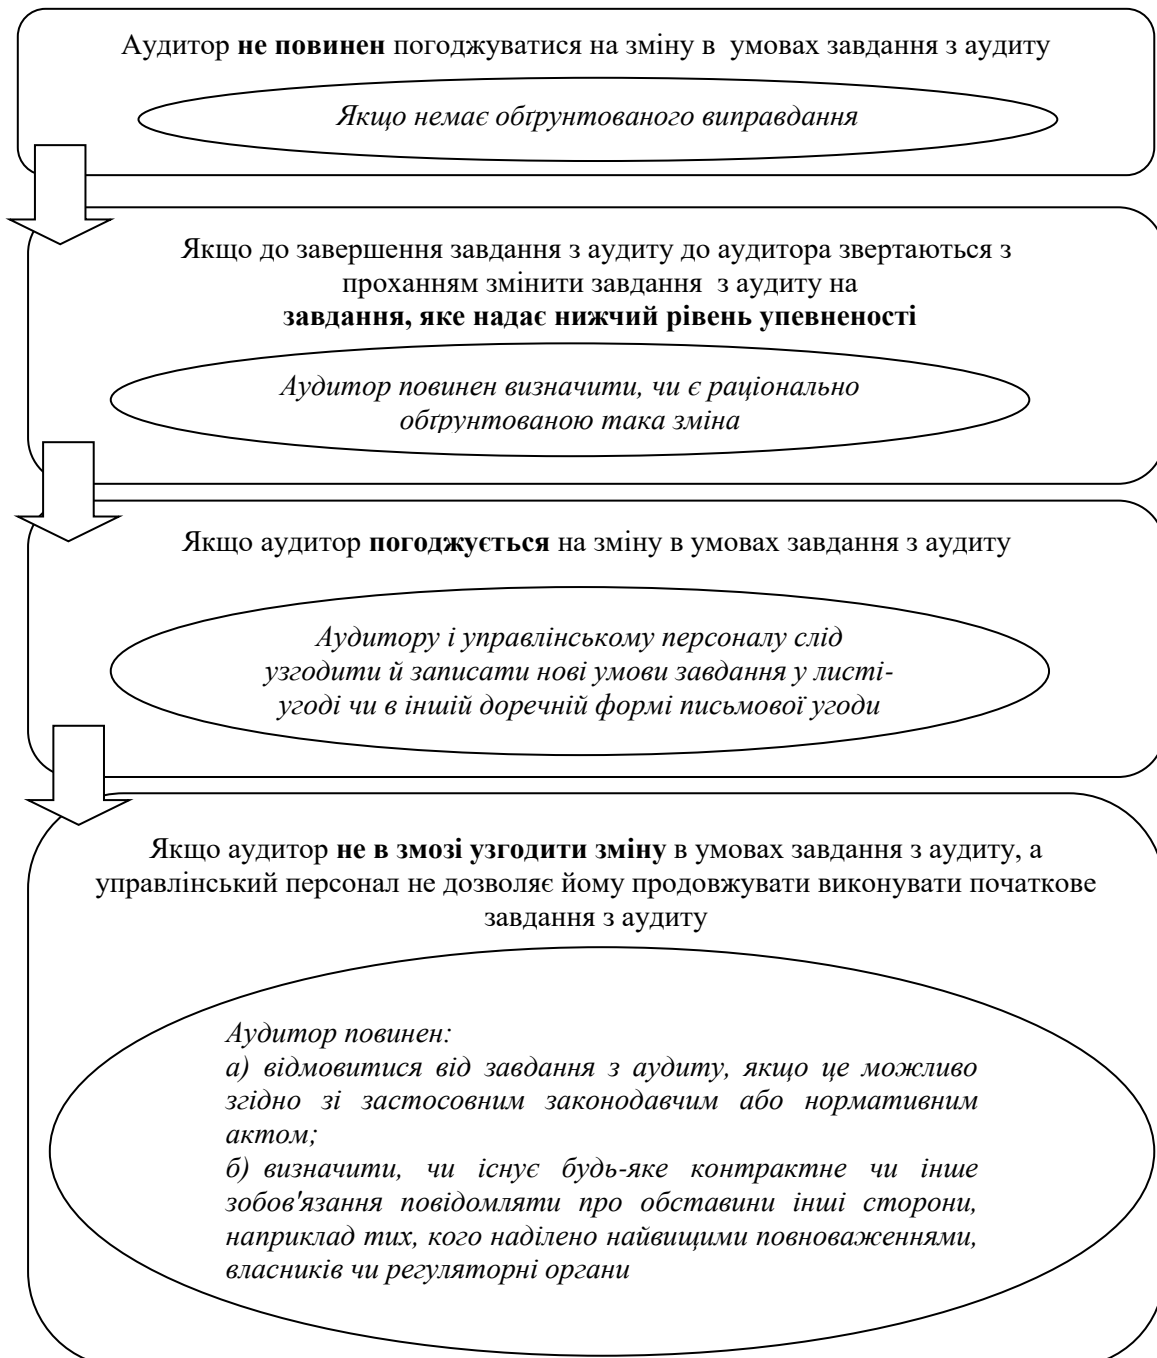 Аудитор не повинен погоджуватися на зміну в умовах завдання з аудиту
Якщо немає обґрунтованого виправдання
Якщо до завершення завдання з аудиту до аудитора звертаються з
проханням змінити завдання з аудиту на
завдання, яке надає нижчий рівень упевненості
Аудитор повинен визначити, чи є раціонально
обґрунтованою така зміна
Якщо аудитор погоджується на зміну в умовах завдання з аудиту
Аудитору і управлінському персоналу слід
узгодити й записати нові умови завдання у листі-
угоді чи в іншій доречній формі письмової угоди
Якщо аудитор не в змозі узгодити зміну в умовах завдання з аудиту, а
управлінський персонал не дозволяє йому продовжувати виконувати початкове
завдання з аудиту
Аудитор повинен:
а) відмовитися від завдання з аудиту, якщо це можливо
згідно зі застосовним законодавчим або нормативним
актом;
б) визначити, чи існує будь-яке контрактне чи інше
зобов'язання повідомляти про обставини інші сторони,
наприклад тих, кого наділено найвищими повноваженнями,
власників чи регуляторні органи